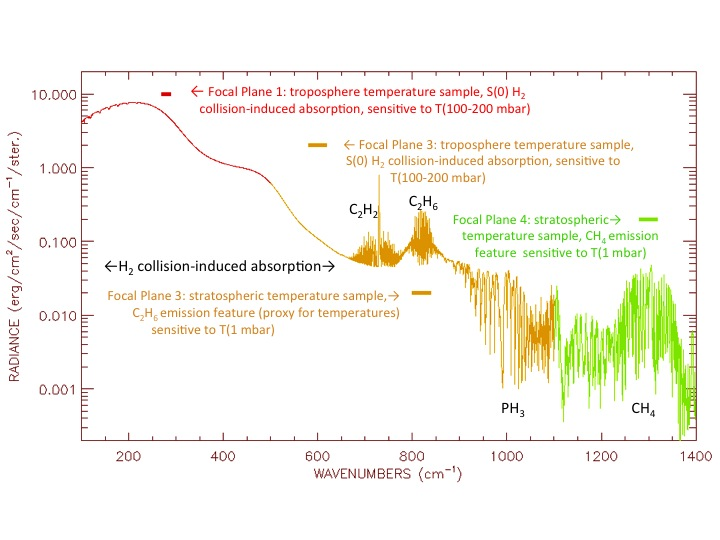 10.000
1.000
0.100
0.010
0.001
RADIANCE (erg/cm²/sec/cm⁻¹/ster.)
← Focal Plane 1: troposphere temperature sample, S(0) H₂
collision-induced absorption, sensitive to T(100-200 mbar)
← Focal Plane 3: troposphere temperature sample,
S(0) H₂ collision-induced absorption, sensitive to
T(100-200 mbar)
C₂H₂
C₂H₆
Focal Plane 4: stratospheric→
temperature sample, CH₄ emission
feature sensitive to T(1 mbar)
←H₂ collision-induced absorption→
Focal Plane 3: stratospheric temperature sample,→
C₂H₆ emission feature (proxy for temperatures)
sensitive to T(1 mbar)
PH₃
CH₄
200 400 600 800 1000 1200 1400
WAVENUMBERS (cm⁻¹)